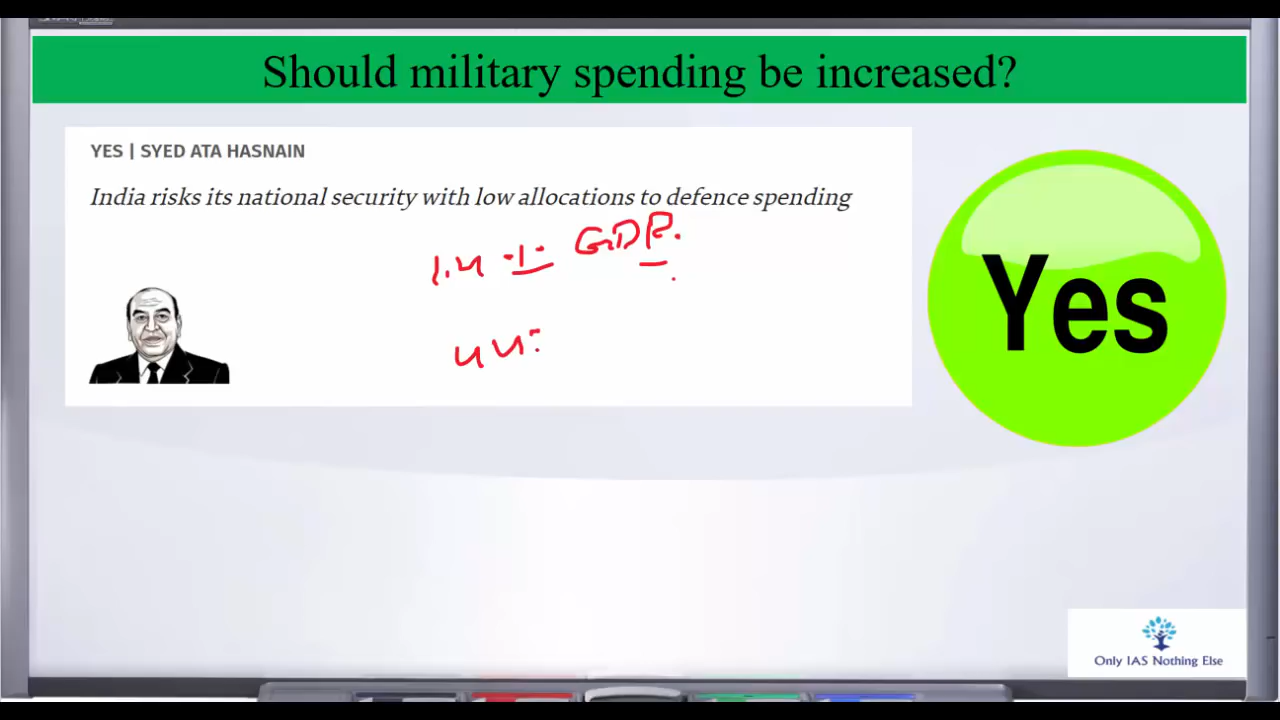 Should military spending be increased?
YES | SYED ATA HASNAIN
India risks its national security with low allocations to defence spending
1.4 % GDP.
44
Yes
Only IAS Nothing Else